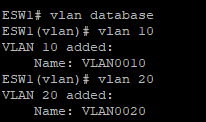 ESW1# vlan database
ESW1(vlan)# vlan 10
VLAN 10 added:
    Name: VLAN0010
ESW1(vlan)# vlan 20
VLAN 20 added:
    Name: VLAN0020